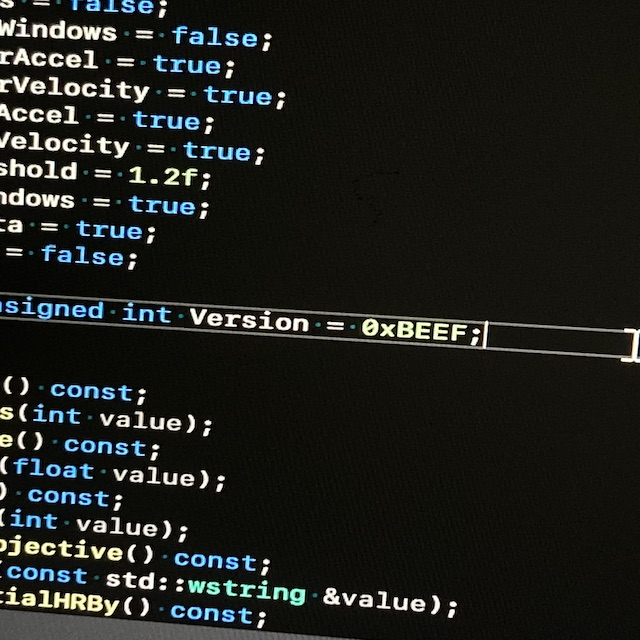 s = false;
Windows = false;
rAccel = true;
rVelocity = true;
Accel = true;
Velocity = true;
shold = 1.2f;
ndows = true;
ta = true;
= false;
nsigned int Version = 0xBEEF;
() const;
s(int value);
e() const;
(float value);
) const;
(int value);
bjective() const;
(const std::wstring &value);
tialHRBy() const;